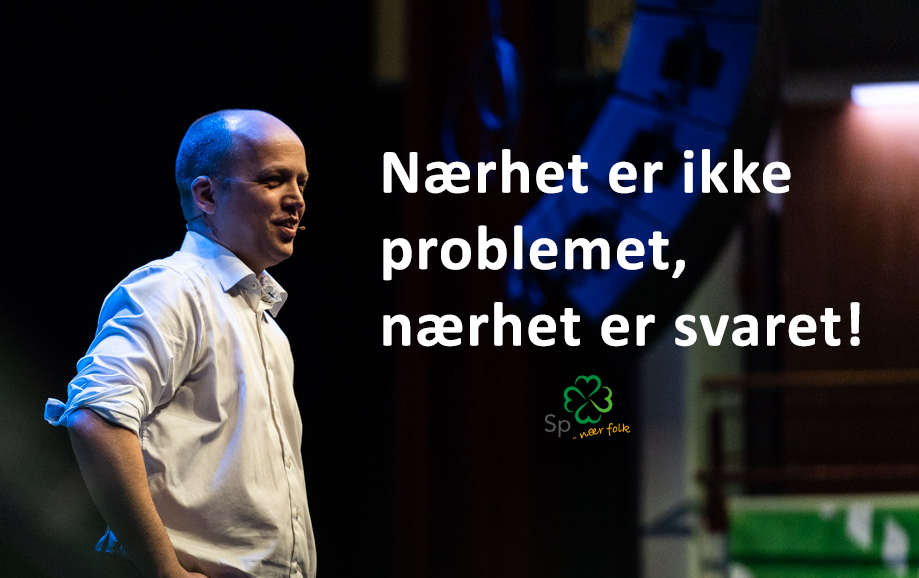 Nærhet er ikke
problemet,
nærhet er svaret!
Sp
- nær folk